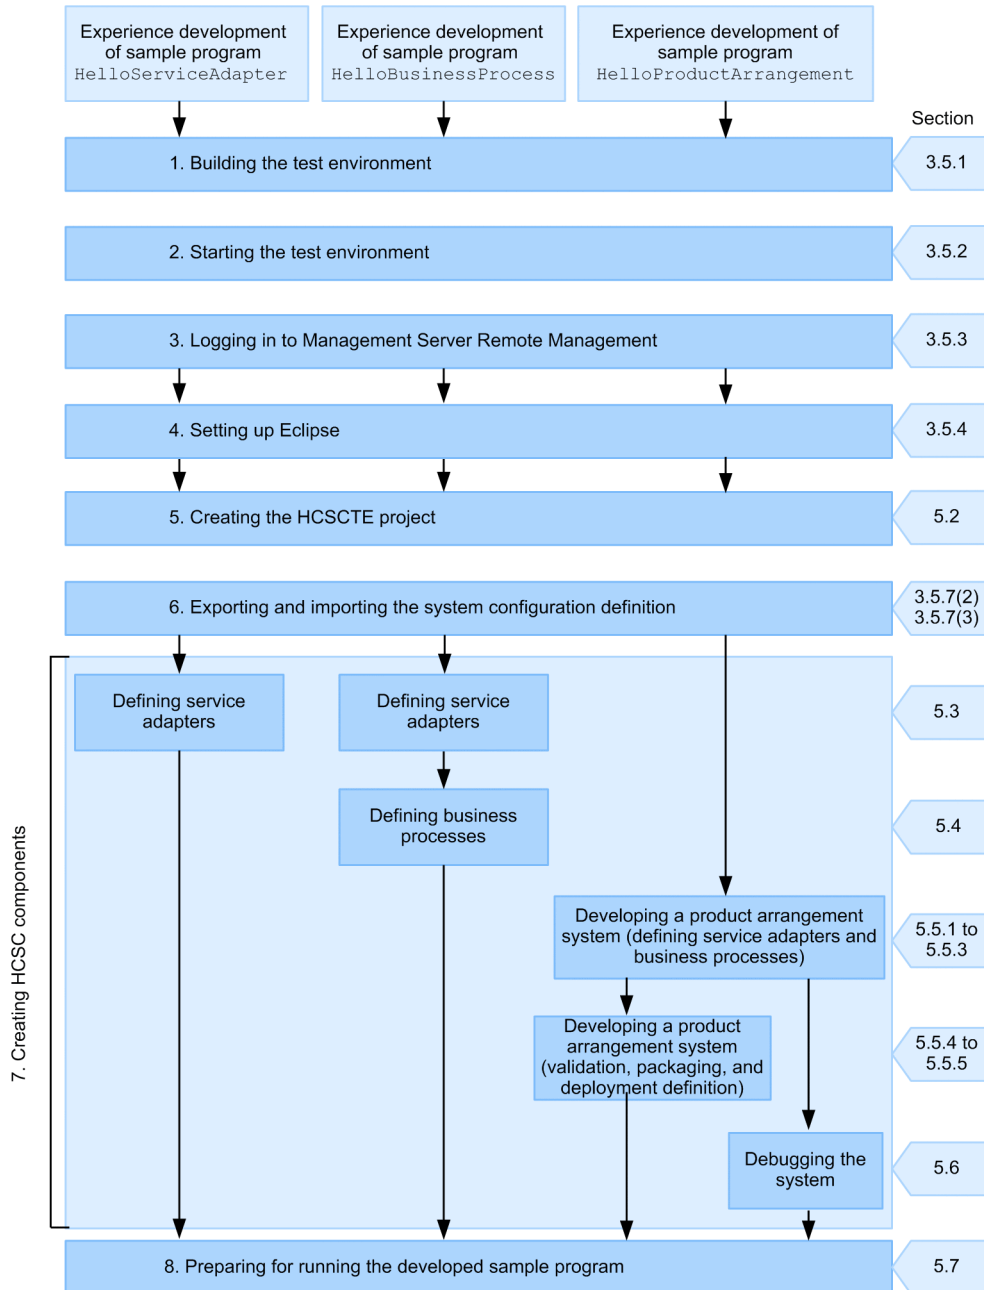 Experience development
of sample program
HelloServiceAdapter
Experience development
of sample program
HelloBusinessProcess
Experience development of
sample program
HelloProductArrangement
Section
1. Building the test environment
3.5.1
2. Starting the test environment
3.5.2
3. Logging in to Management Server Remote Management
3.5.3
4. Setting up Eclipse
3.5.4
5. Creating the HCSCTE project
5.2
6. Exporting and importing the system configuration definition
3.5.7(2)
3.5.7(3)
7. Creating HCSC components
Defining service
adapters
Defining service
adapters
5.3
Defining business
processes
5.4
Developing a product arrangement
system (defining service adapters and
business processes)
5.5.1 to
5.5.3
Developing a product
arrangement system
(validation, packaging, and
deployment definition)
5.5.4 to
5.5.5
Debugging the
system
5.6
8. Preparing for running the developed sample program
5.7